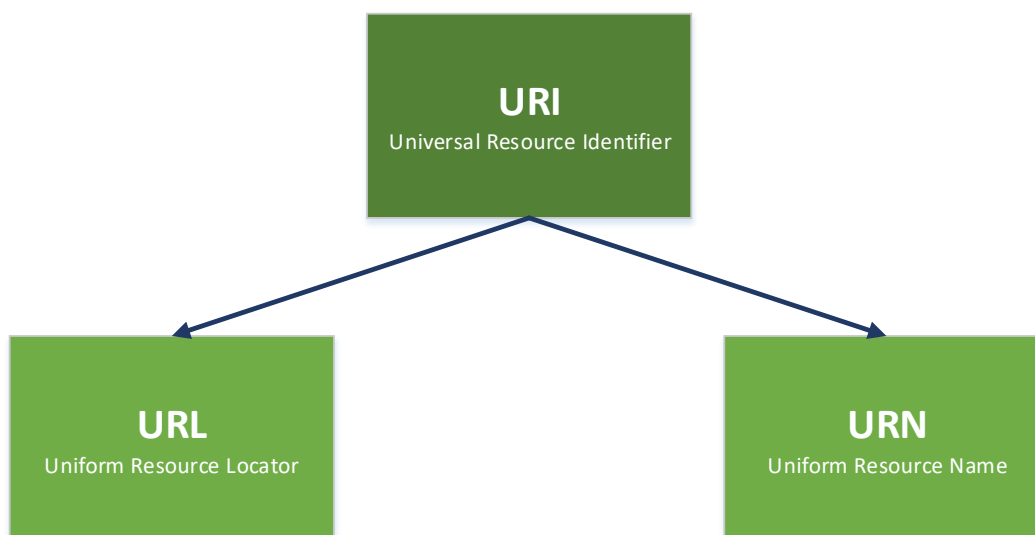 URI
Universal Resource Identifier
URL
Uniform Resource Locator
URN
Uniform Resource Name